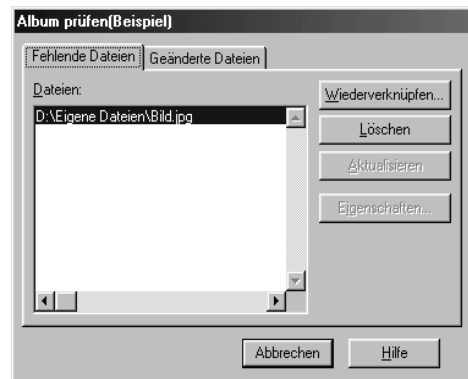 Album prüfen(Beispiel)
Fehlende Dateien Geänderte Dateien
Dateien:
D:\Eigene Dateien\Bild.jpg
Wiederverknüpfen...
Löschen
Aktualisieren
Eigenschaften...
Abbrechen Hilfe